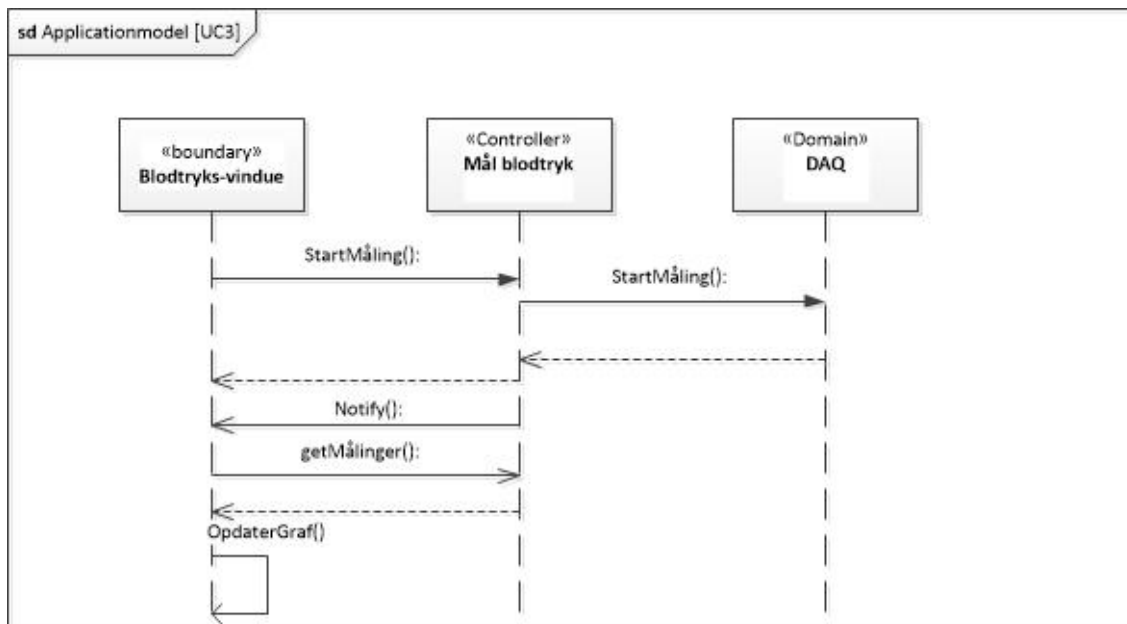 sd Applicationmodel [UC3]
«boundary»
Blodtryks-vindue
«Controller»
Mål blodtryk
«Domain»
DAQ
StartMåling():
StartMåling():
Notify():
getMålinger():
OpdaterGraf()